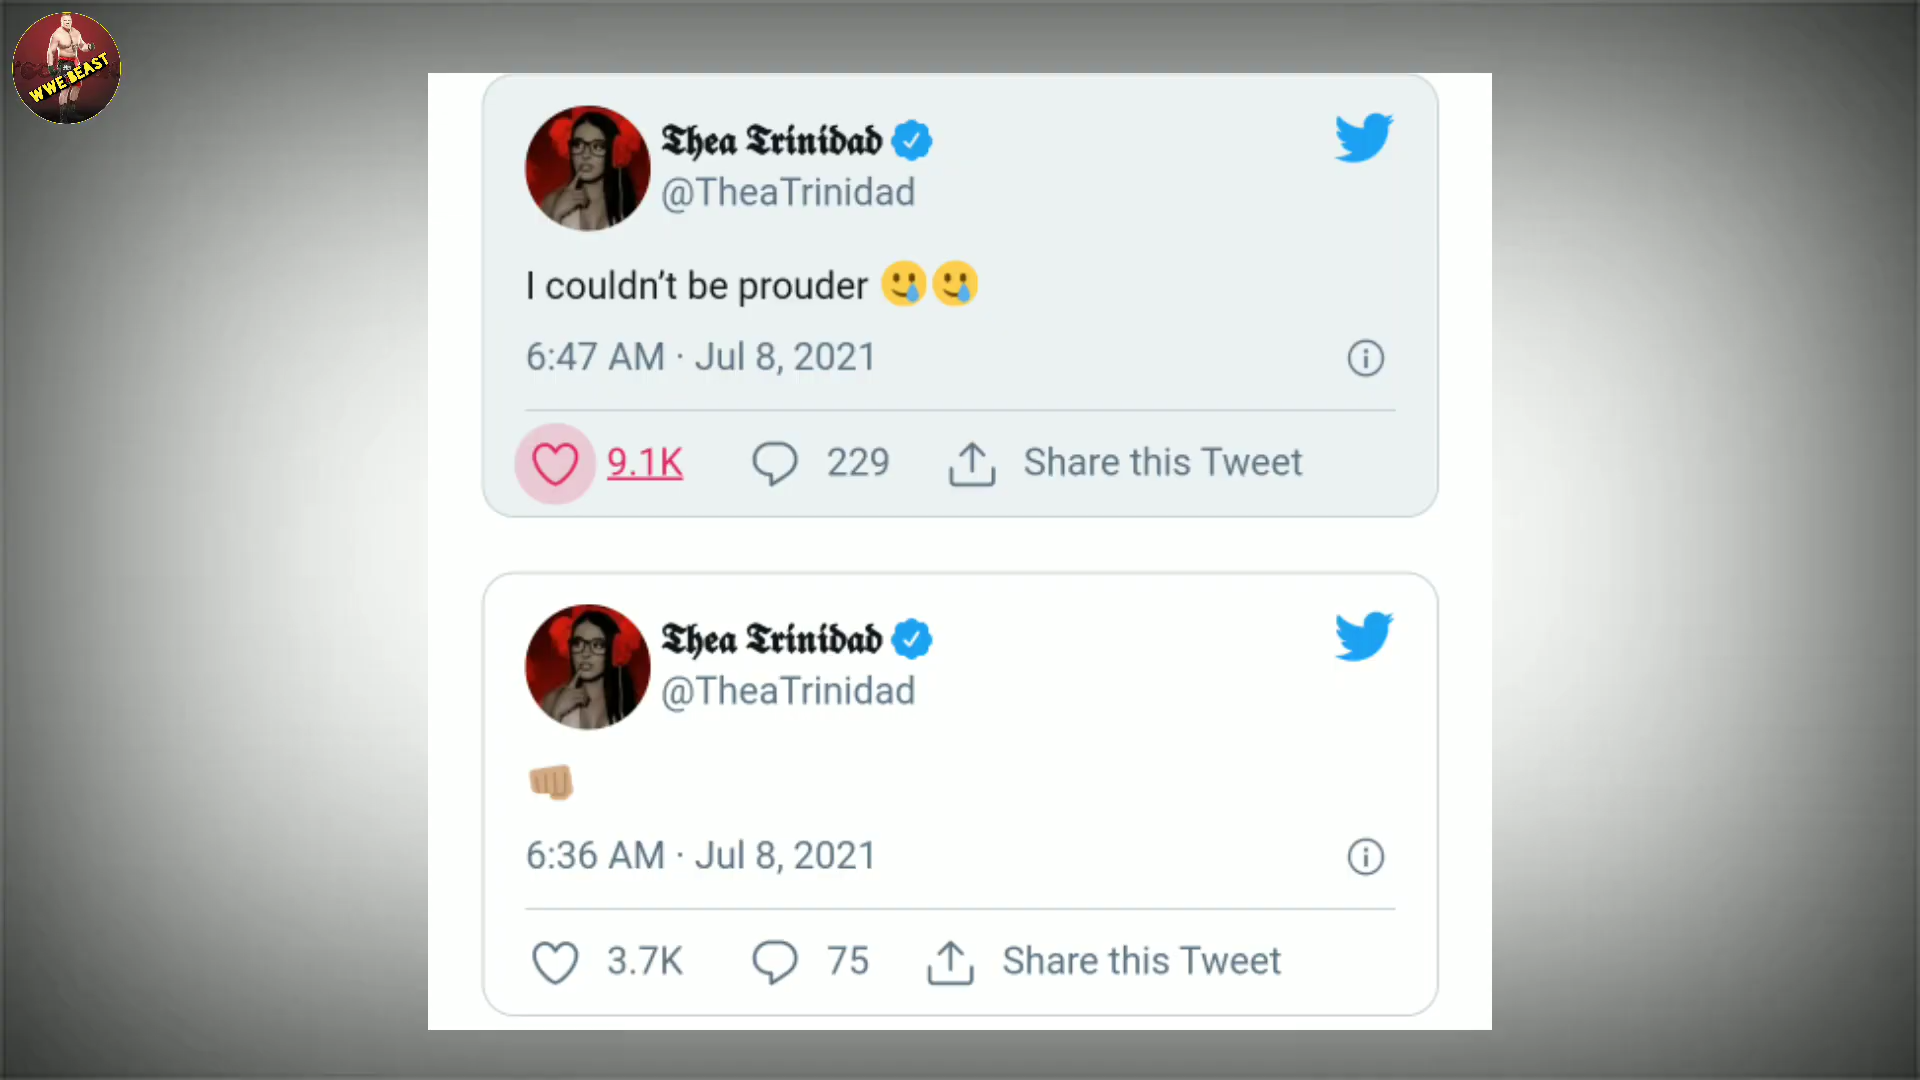 WWE BEAST
Thea Trinidad
@TheaTrinidad
I couldn’t be prouder 🥲🥲
6:47 AM · Jul 8, 2021
9.1K 229 Share this Tweet
Thea Trinidad
@TheaTrinidad
👊🏼
6:36 AM · Jul 8, 2021
3.7K 75 Share this Tweet